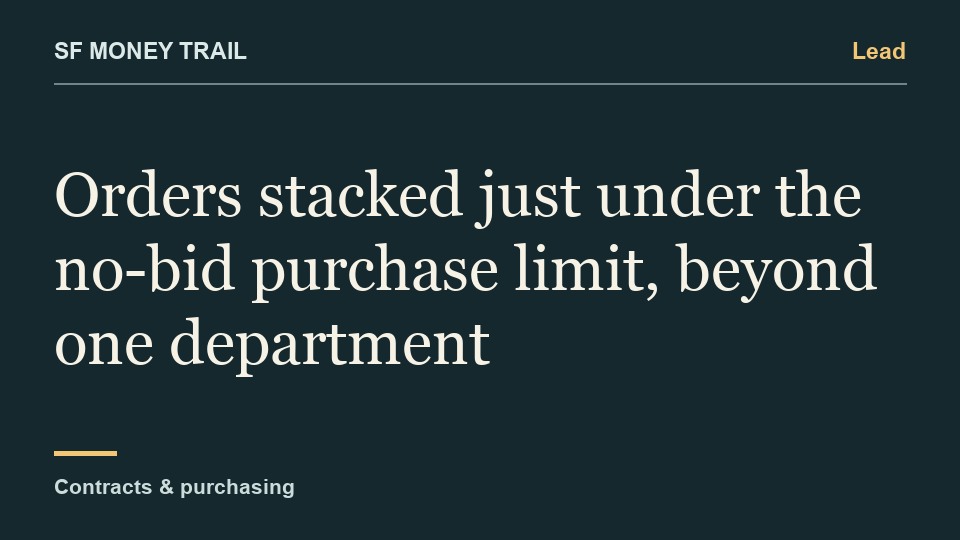 SF MONEY TRAIL
Lead
Orders stacked just under the
no-bid purchase limit, beyond
one department
Contracts & purchasing